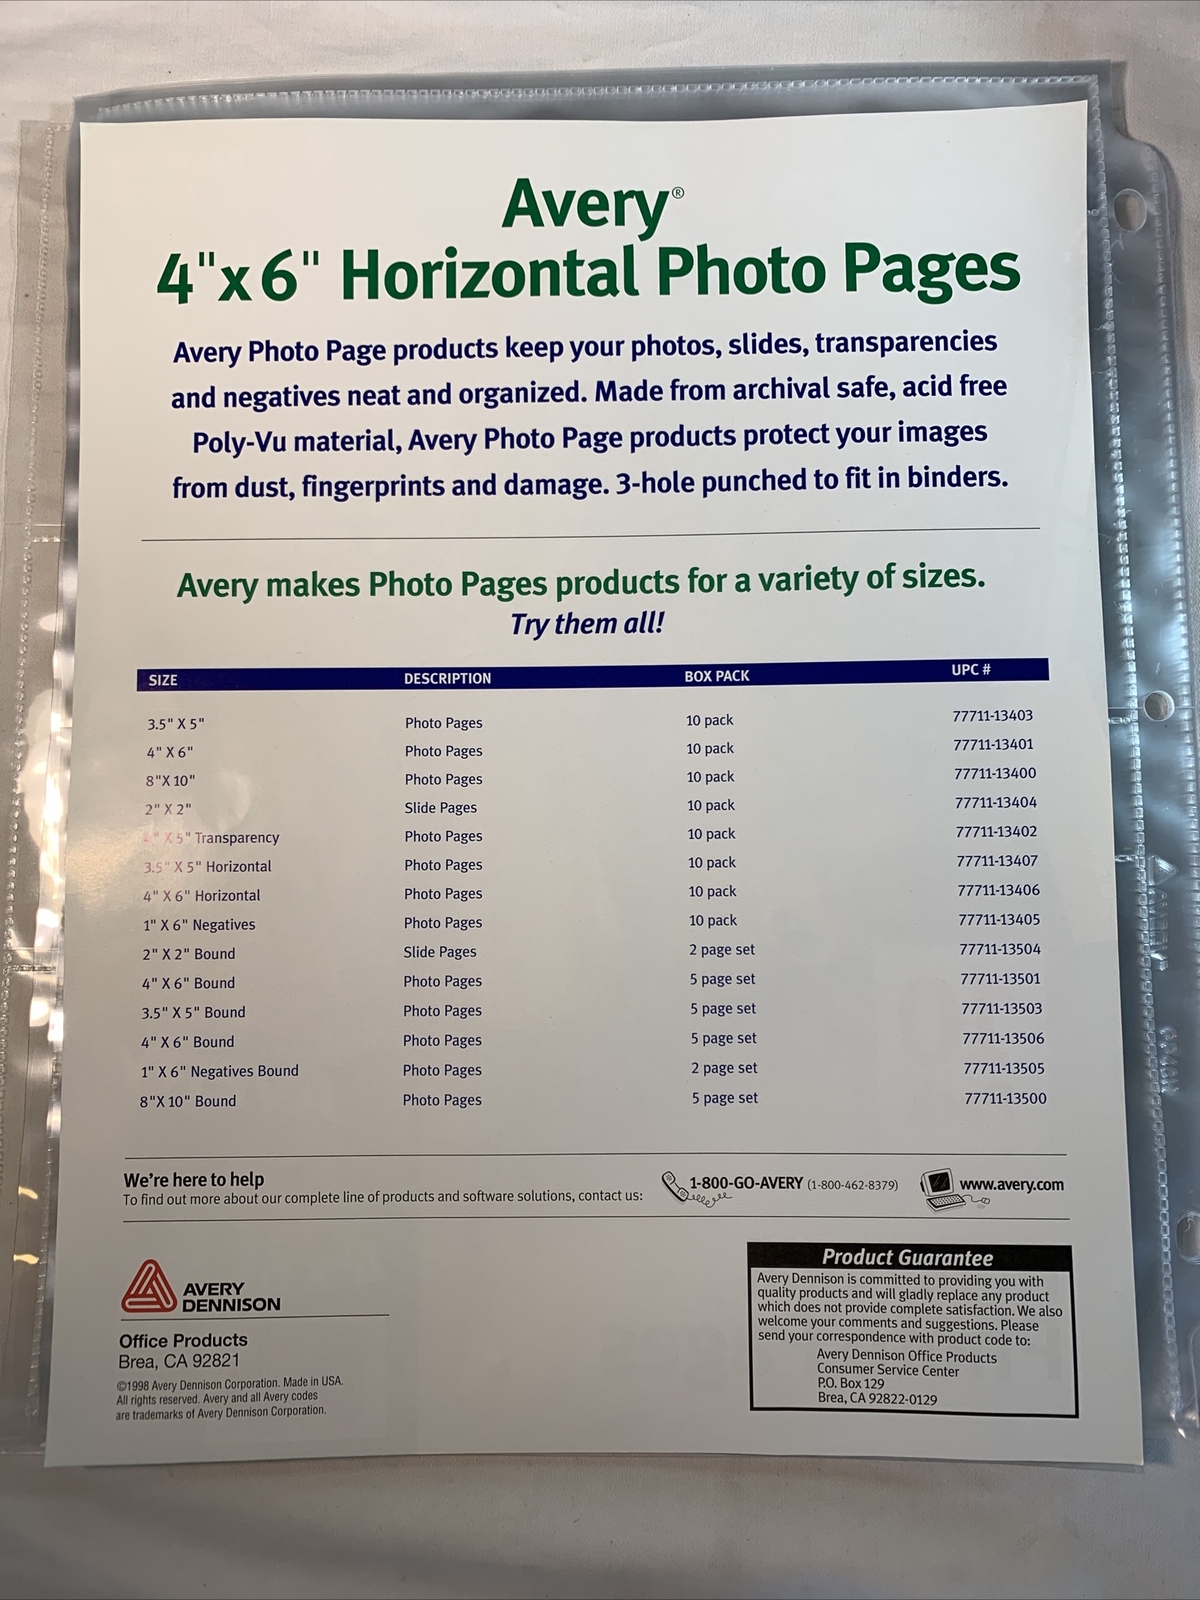 Avery®
4"x6" Horizontal Photo Pages
Avery Photo Page products keep your photos, slides, transparencies
and negatives neat and organized. Made from archival safe, acid free
Poly-Vu material, Avery Photo Page products protect your images
from dust, fingerprints and damage. 3-hole punched to fit in binders.
Avery makes Photo Pages products for a variety of sizes.
Try them all!
SIZE DESCRIPTION BOX PACK UPC #
3.5" X 5" Photo Pages 10 pack 77711-13403
4" X 6" Photo Pages 10 pack 77711-13401
8"X 10" Photo Pages 10 pack 77711-13400
2" X 2" Slide Pages 10 pack 77711-13404
X 5" Transparency Photo Pages 10 pack 77711-13402
3.5" X 5" Horizontal Photo Pages 10 pack 77711-13407
4" X 6" Horizontal Photo Pages 10 pack 77711-13406
1" X 6" Negatives Photo Pages 10 pack 77711-13405
2" X 2" Bound Slide Pages 2 page set 77711-13504
4" X 6" Bound Photo Pages 5 page set 77711-13501
3.5" X 5" Bound Photo Pages 5 page set 77711-13503
4" X 6" Bound Photo Pages 5 page set 77711-13506
1" X 6" Negatives Bound Photo Pages 2 page set 77711-13505
8"X 10" Bound Photo Pages 5 page set 77711-13500
We're here to help
To find out more about our complete line of products and software solutions, contact us:
1-800-GO-AVERY (1-800-462-8379)
www.avery.com
AVERY
DENNISON
Office Products
Brea, CA 92821
©1998 Avery Dennison Corporation. Made in USA.
All rights reserved. Avery and all Avery codes
are trademarks of Avery Dennison Corporation.
Product Guarantee
Avery Dennison is committed to providing you with
quality products and will gladly replace any product
which does not provide complete satisfaction. We also
welcome your comments and suggestions. Please
send your correspondence with product code to:
Avery Dennison Office Products
Consumer Service Center
P.O. Box 129
Brea, CA 92822-0129